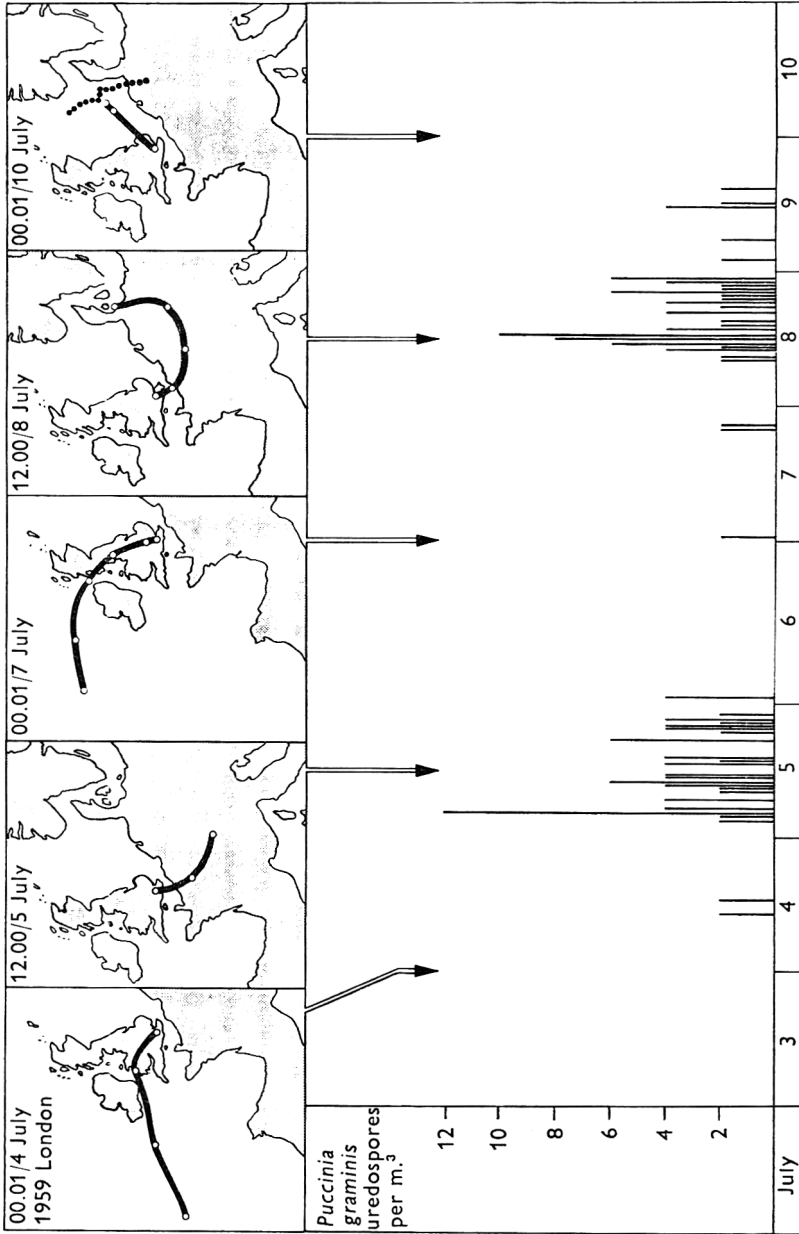 00.01/4 July
1959 London
12.00/5 July
00.01/7 July
12.00/8 July
00.01/10 July
Puccinia
graminis
uredospores
per m.³
12
10
8
6
4
2
July
3
4
5
6
7
8
9
10